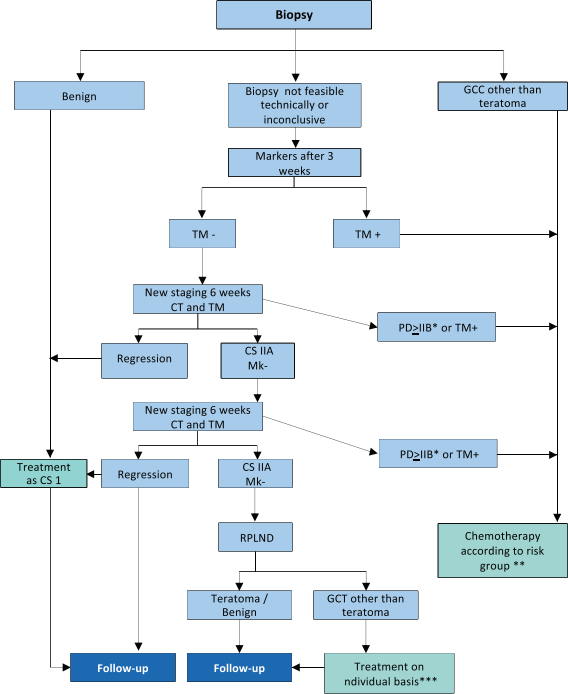 Biopsy
Benign
Biopsy not feasible
technically or
inconclusive
GCC other than
teratoma
Markers after 3
weeks
TM -
TM +
New staging 6 weeks
CT and TM
PD≥IIB* or TM+
Regression
CS IIA
Mk-
New staging 6 weeks
CT and TM
PD≥IIB* or TM+
Treatment
as CS 1
Regression
CS IIA
Mk-
RPLND
Chemotherapy
according to risk
group **
Teratoma /
Benign
GCT other than
teratoma
Follow-up
Follow-up
Treatment on
ndividual basis***